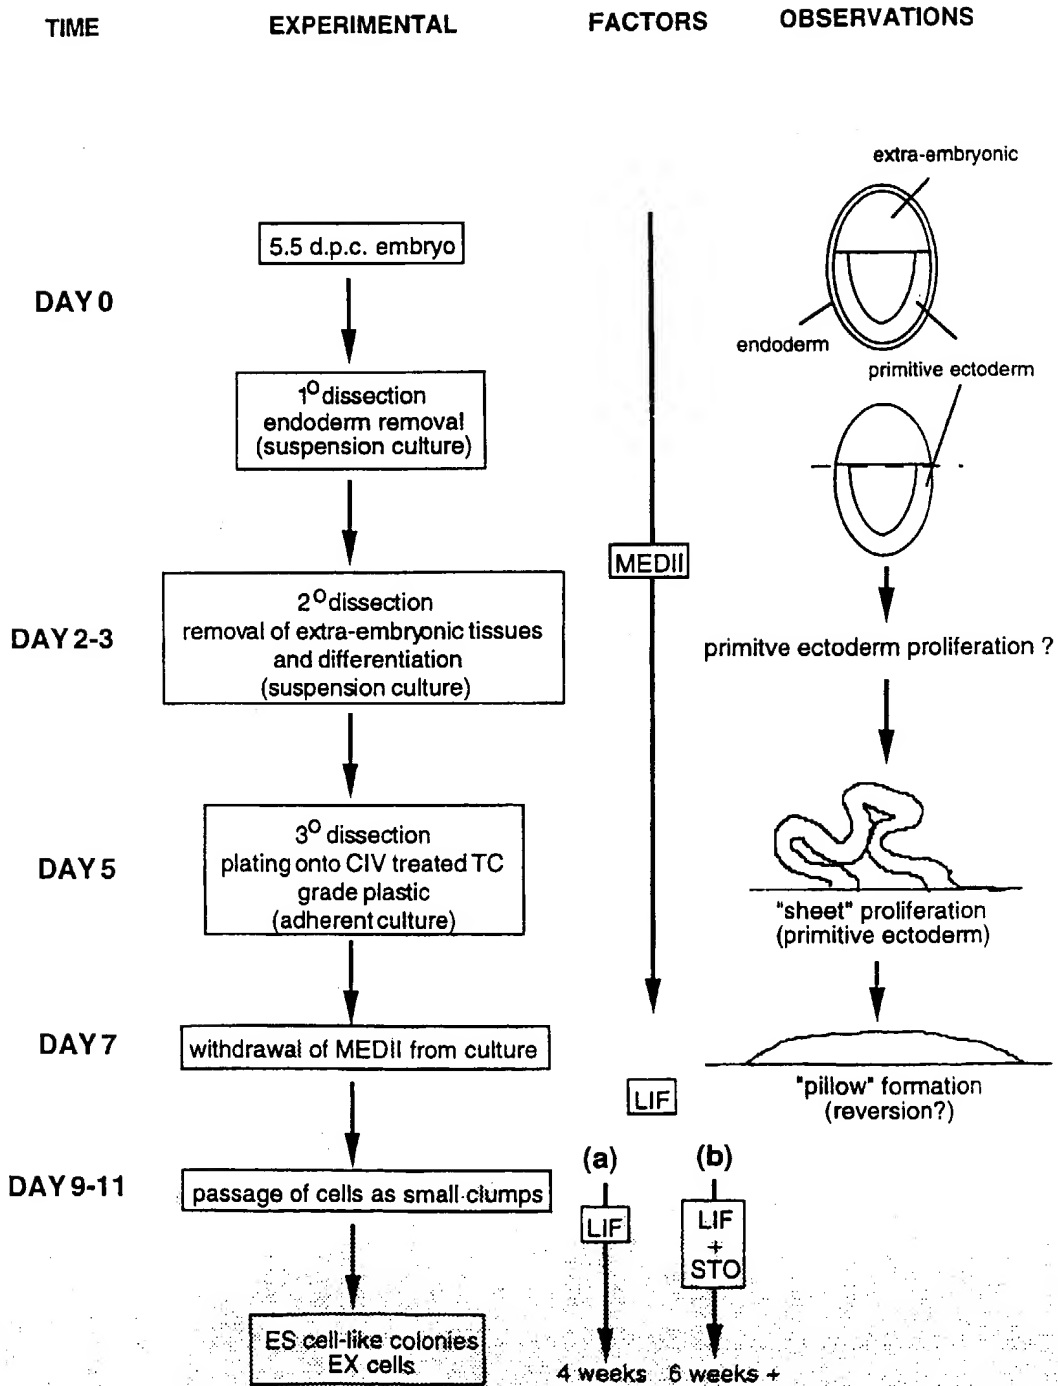 TIME EXPERIMENTAL FACTORS OBSERVATIONS
extra-embryonic
5.5 d.p.c. embryo
DAY 0
endoderm
primitive ectoderm
1° dissection
endoderm removal
(suspension culture)
MEDII
DAY 2-3
2° dissection
removal of extra-embryonic tissues
and differentiation
(suspension culture)
primitve ectoderm proliferation ?
DAY 5
3° dissection
plating onto CIV treated TC
grade plastic
(adherent culture)
"sheet" proliferation
(primitive ectoderm)
DAY 7
withdrawal of MEDII from culture
"pillow" formation
(reversion?)
LIF
DAY 9-11
passage of cells as small clumps
(a) (b)
LIF
LIF
+
STO
ES cell-like colonies
EX cells
4 weeks 6 weeks +